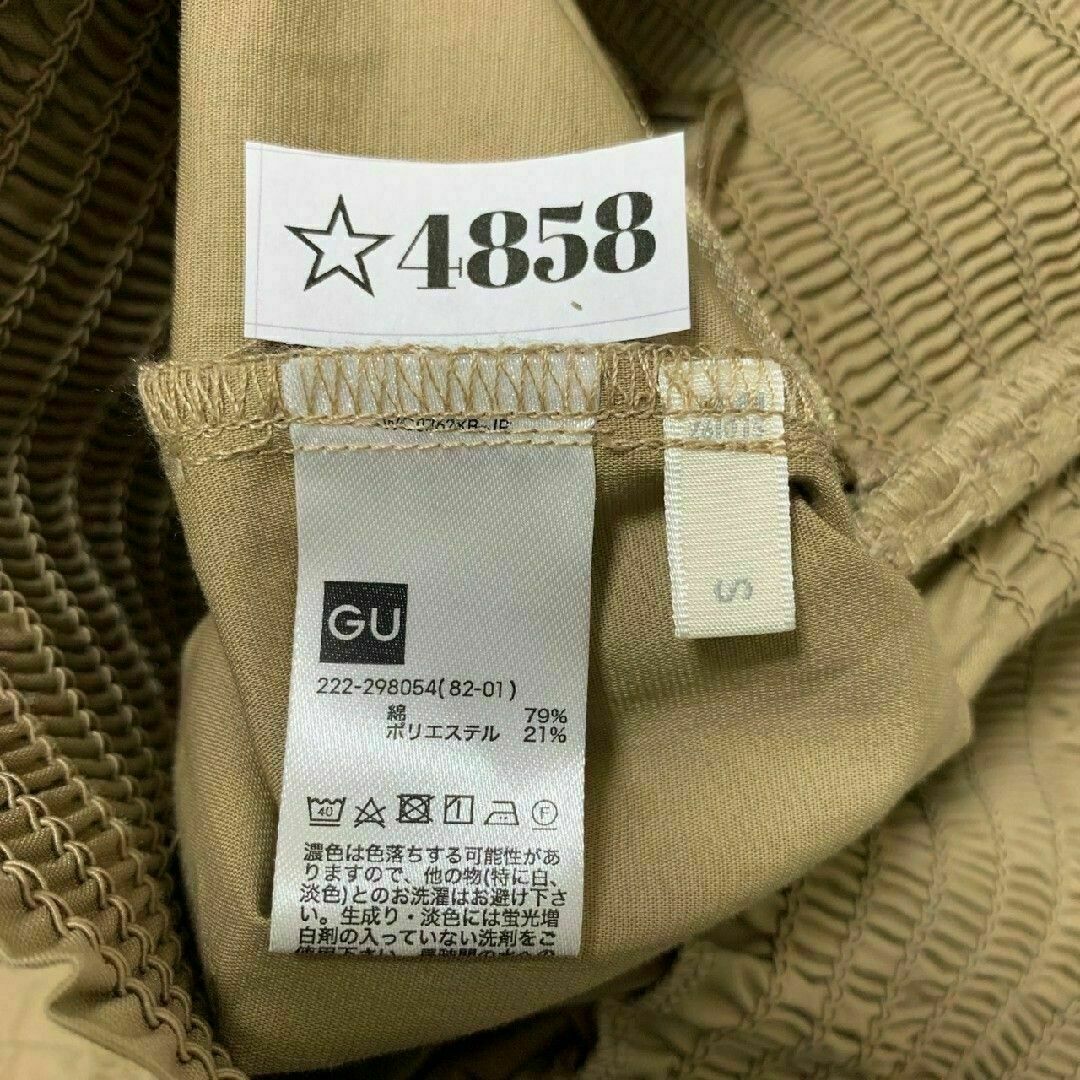 ☆4858
GU
222-298054(82-01)
綿 79%
ポリエステル 21%
40
F
濃色は色落ちする可能性があ
りますので、他の物(特に白、
淡色)とのお洗濯はお避け下さ
い。生成り・淡色には蛍光増
白剤の入っていない洗剤をご
S